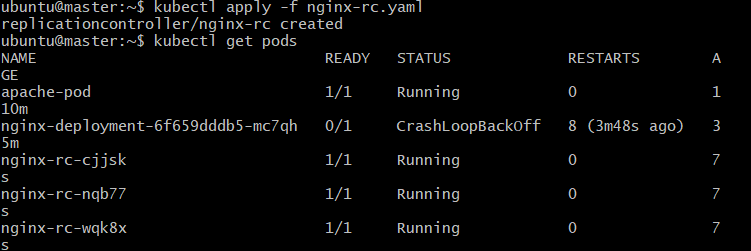 ubuntu@master:~$ kubectl apply -f nginx-rc.yaml
replicationcontroller/nginx-rc created
ubuntu@master:~$ kubectl get pods
NAME READY STATUS RESTARTS A
GE
apache-pod 1/1 Running 0 1
10m
nginx-deployment-6f659dddb5-mc7qh 0/1 CrashLoopBackOff 8 (3m48s ago) 3
5m
nginx-rc-cjjsk 1/1 Running 0 7
s
nginx-rc-nqb77 1/1 Running 0 7
s
nginx-rc-wqk8x 1/1 Running 0 7
s